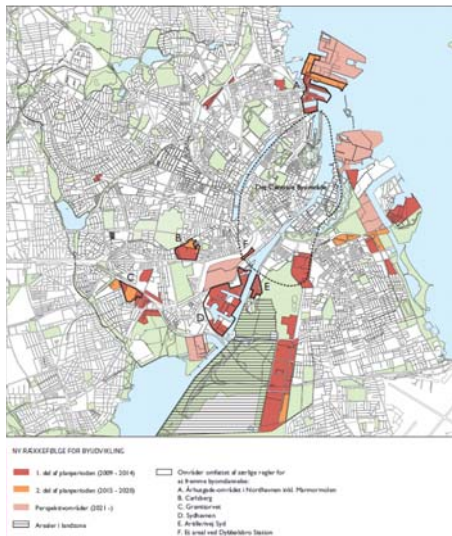 A
Det Centrale Byområde
B
F
C
E
D
NY RÆKKEFØLGE FOR BYUDVIKLING
1. del af planperioden (2009 - 2014)
2. del af planperioden (2015 - 2020)
Perspektivområder (2021 -)
Arealer i landzone
Områder omfattet af særlige regler for
at fremme byomdannelse:
A. Århusgade-området i Nordhavnen inkl. Marmormolen
B. Carlsberg
C. Grønttorvet
D. Sydhavnen
E. Artillerivej Syd
F. Et areal ved Dybbølsbro Station